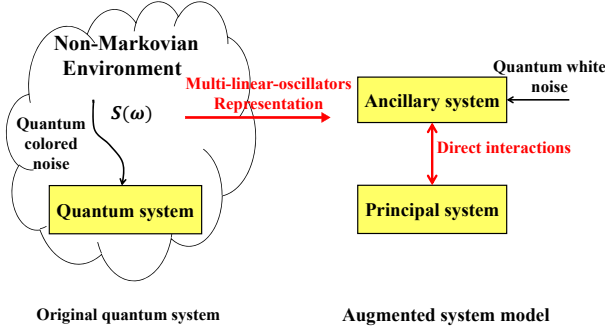 Non-Markovian
Environment
S(ω)
Quantum
colored
noise
Quantum system
Multi-linear-oscillators
Representation
Quantum white
noise
Ancillary system
Direct interactions
Principal system
Original quantum system
Augmented system model